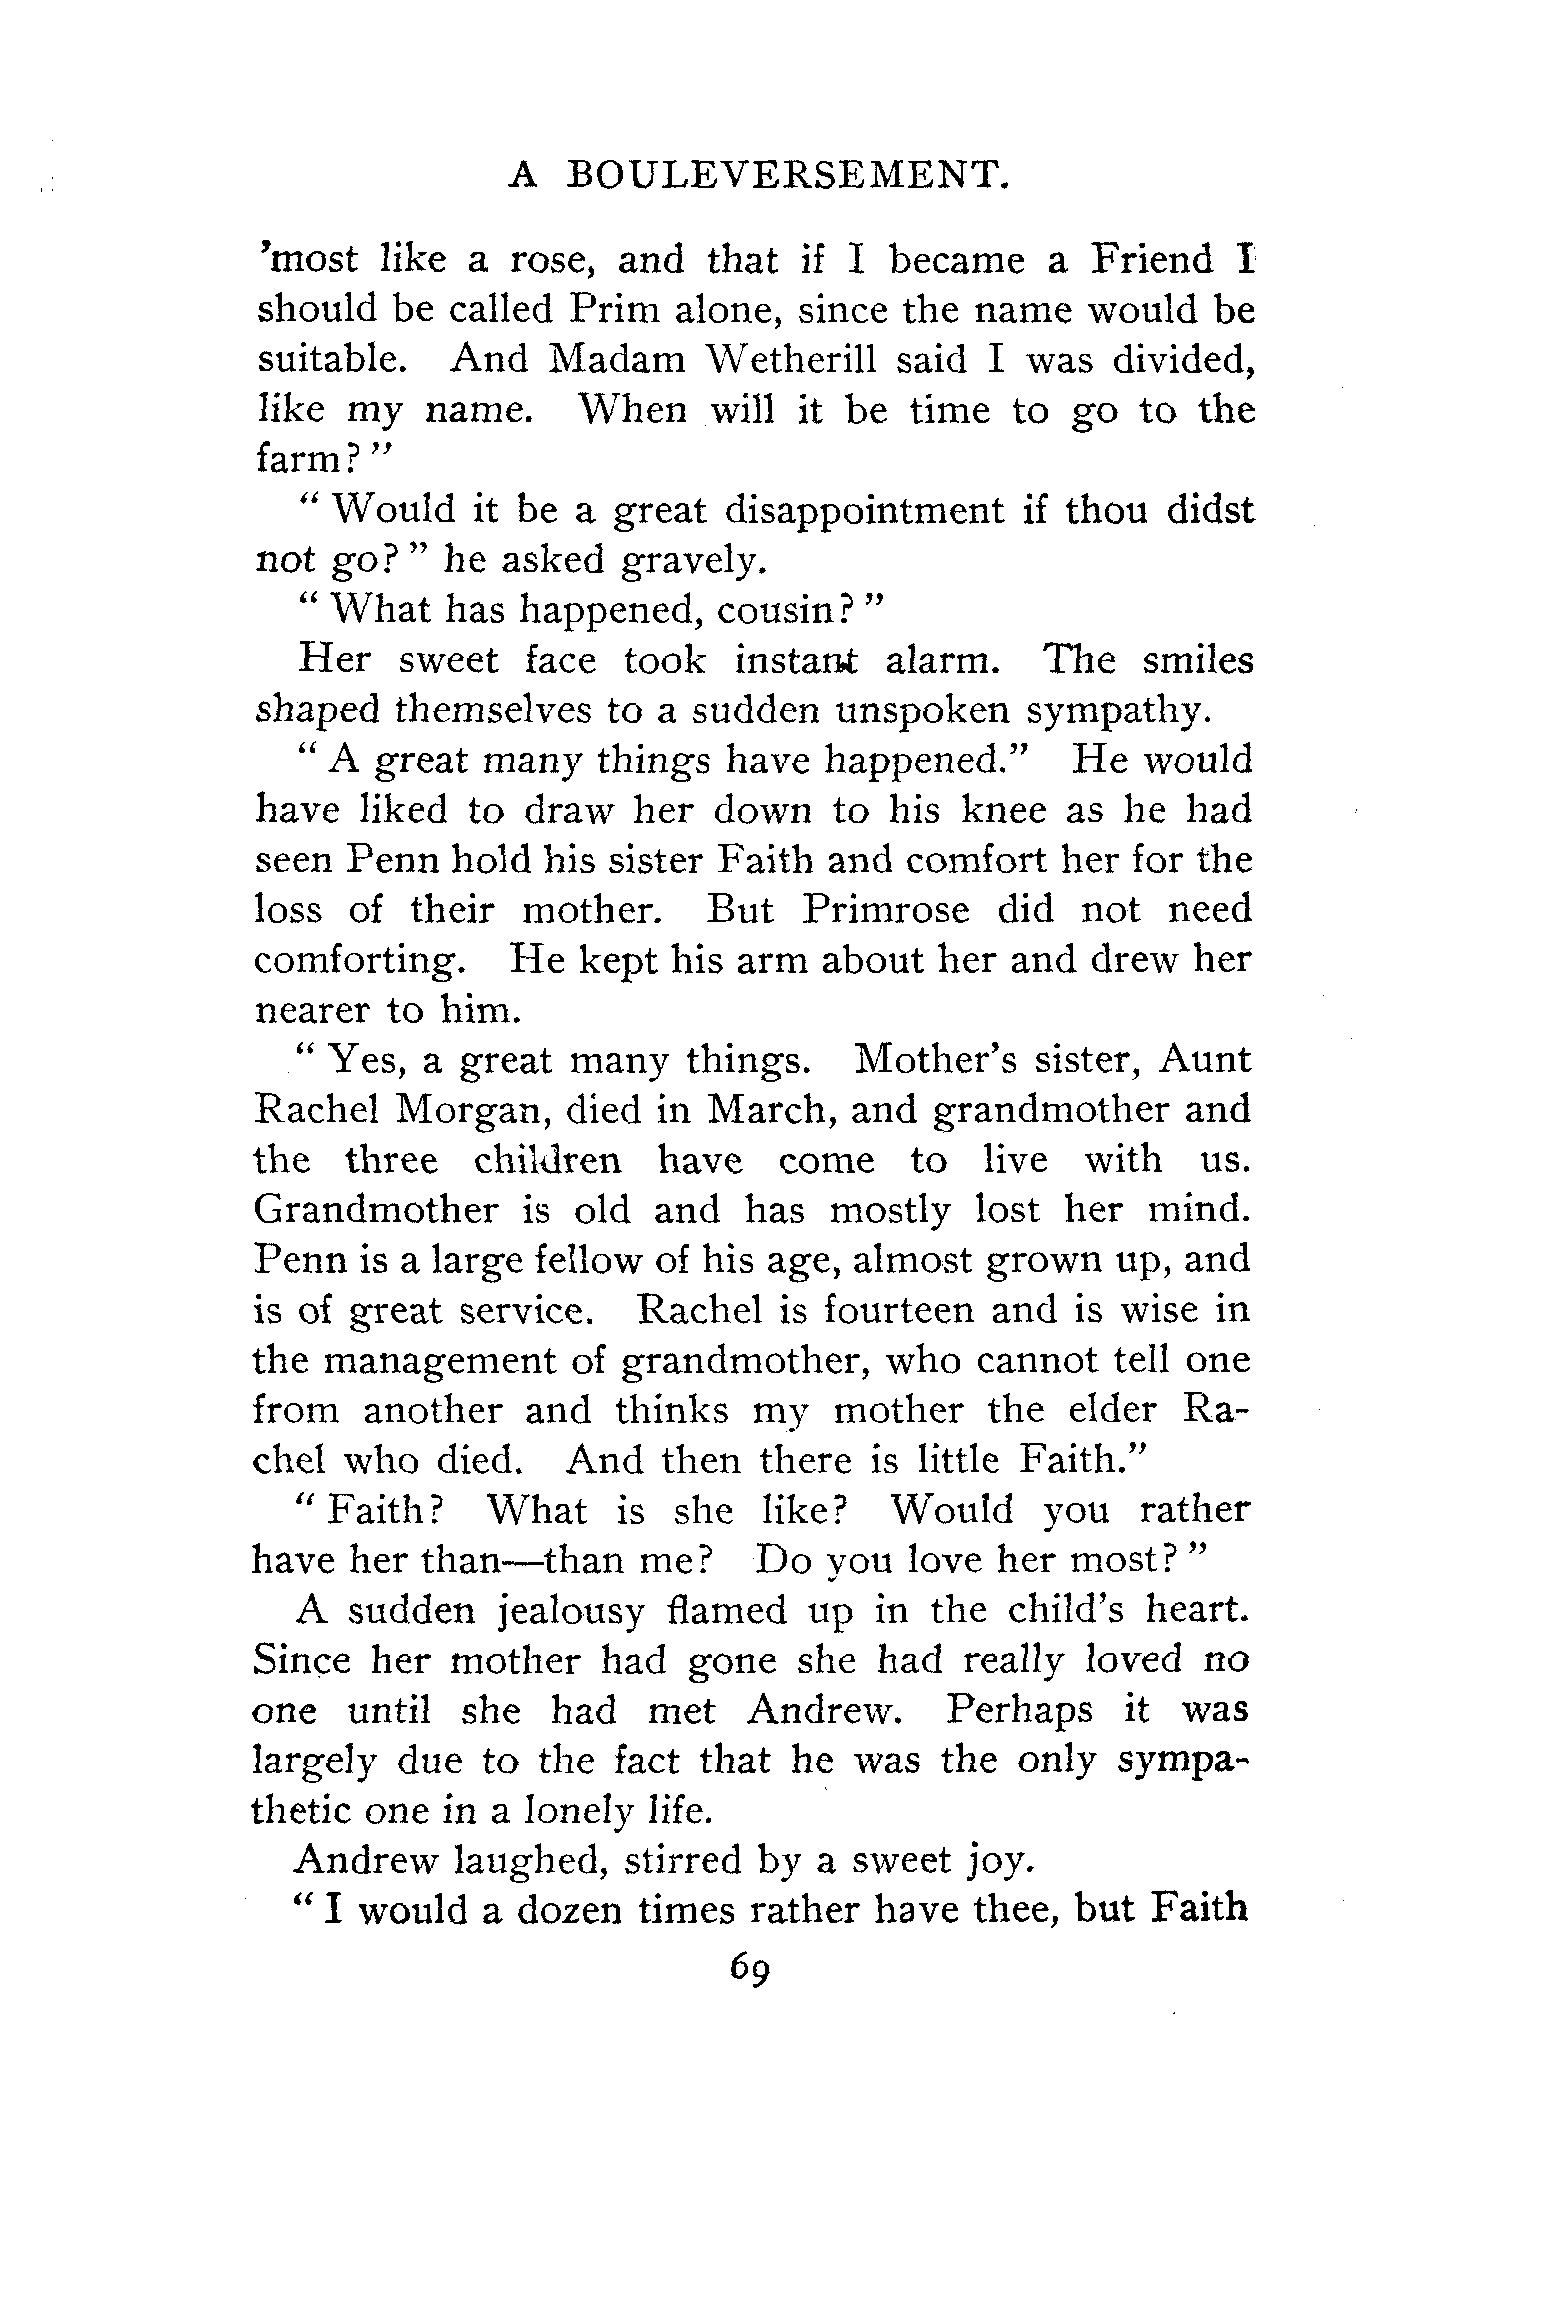 A BOULEVERSEMENT.
’most like a rose, and that if I became a Friend I
should be called Prim alone, since the name would be
suitable. And Madam Wetherill said I was divided,
like my name. When will it be time to go to the
farm?”
“Would it be a great disappointment if thou didst
not go?” he asked gravely.
“What has happened, cousin?”
Her sweet face took instant alarm. The smiles
shaped themselves to a sudden unspoken sympathy.
“A great many things have happened.” He would
have liked to draw her down to his knee as he had
seen Penn hold his sister Faith and comfort her for the
loss of their mother. But Primrose did not need
comforting. He kept his arm about her and drew her
nearer to him.
“Yes, a great many things. Mother’s sister, Aunt
Rachel Morgan, died in March, and grandmother and
the three children have come to live with us.
Grandmother is old and has mostly lost her mind.
Penn is a large fellow of his age, almost grown up, and
is of great service. Rachel is fourteen and is wise in
the management of grandmother, who cannot tell one
from another and thinks my mother the elder Ra-
chel who died. And then there is little Faith.”
“Faith? What is she like? Would you rather
have her than—than me? Do you love her most?”
A sudden jealousy flamed up in the child’s heart.
Since her mother had gone she had really loved no
one until she had met Andrew. Perhaps it was
largely due to the fact that he was the only sympa-
thetic one in a lonely life.
Andrew laughed, stirred by a sweet joy.
“I would a dozen times rather have thee, but Faith
69